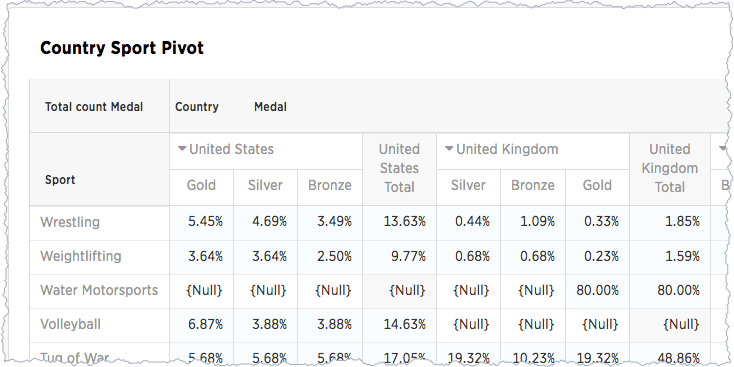 Country Sport Pivot
Total count Medal Country Medal
Sport
United States United States Total United Kingdom United Kingdom Total
Gold Silver Bronze Silver Bronze Gold B
Wrestling 5.45% 4.69% 3.49% 13.63% 0.44% 1.09% 0.33% 1.85%
Weightlifting 3.64% 3.64% 2.50% 9.77% 0.68% 0.68% 0.23% 1.59%
Water Motorsports {Null} {Null} {Null} {Null} {Null} {Null} 80.00% 80.00%
Volleyball 6.87% 3.88% 3.88% 14.63% {Null} {Null} {Null} {Null}
Tug of War 5.68% 5.68% 5.68% 17.05% 19.32% 10.23% 19.32% 48.86%